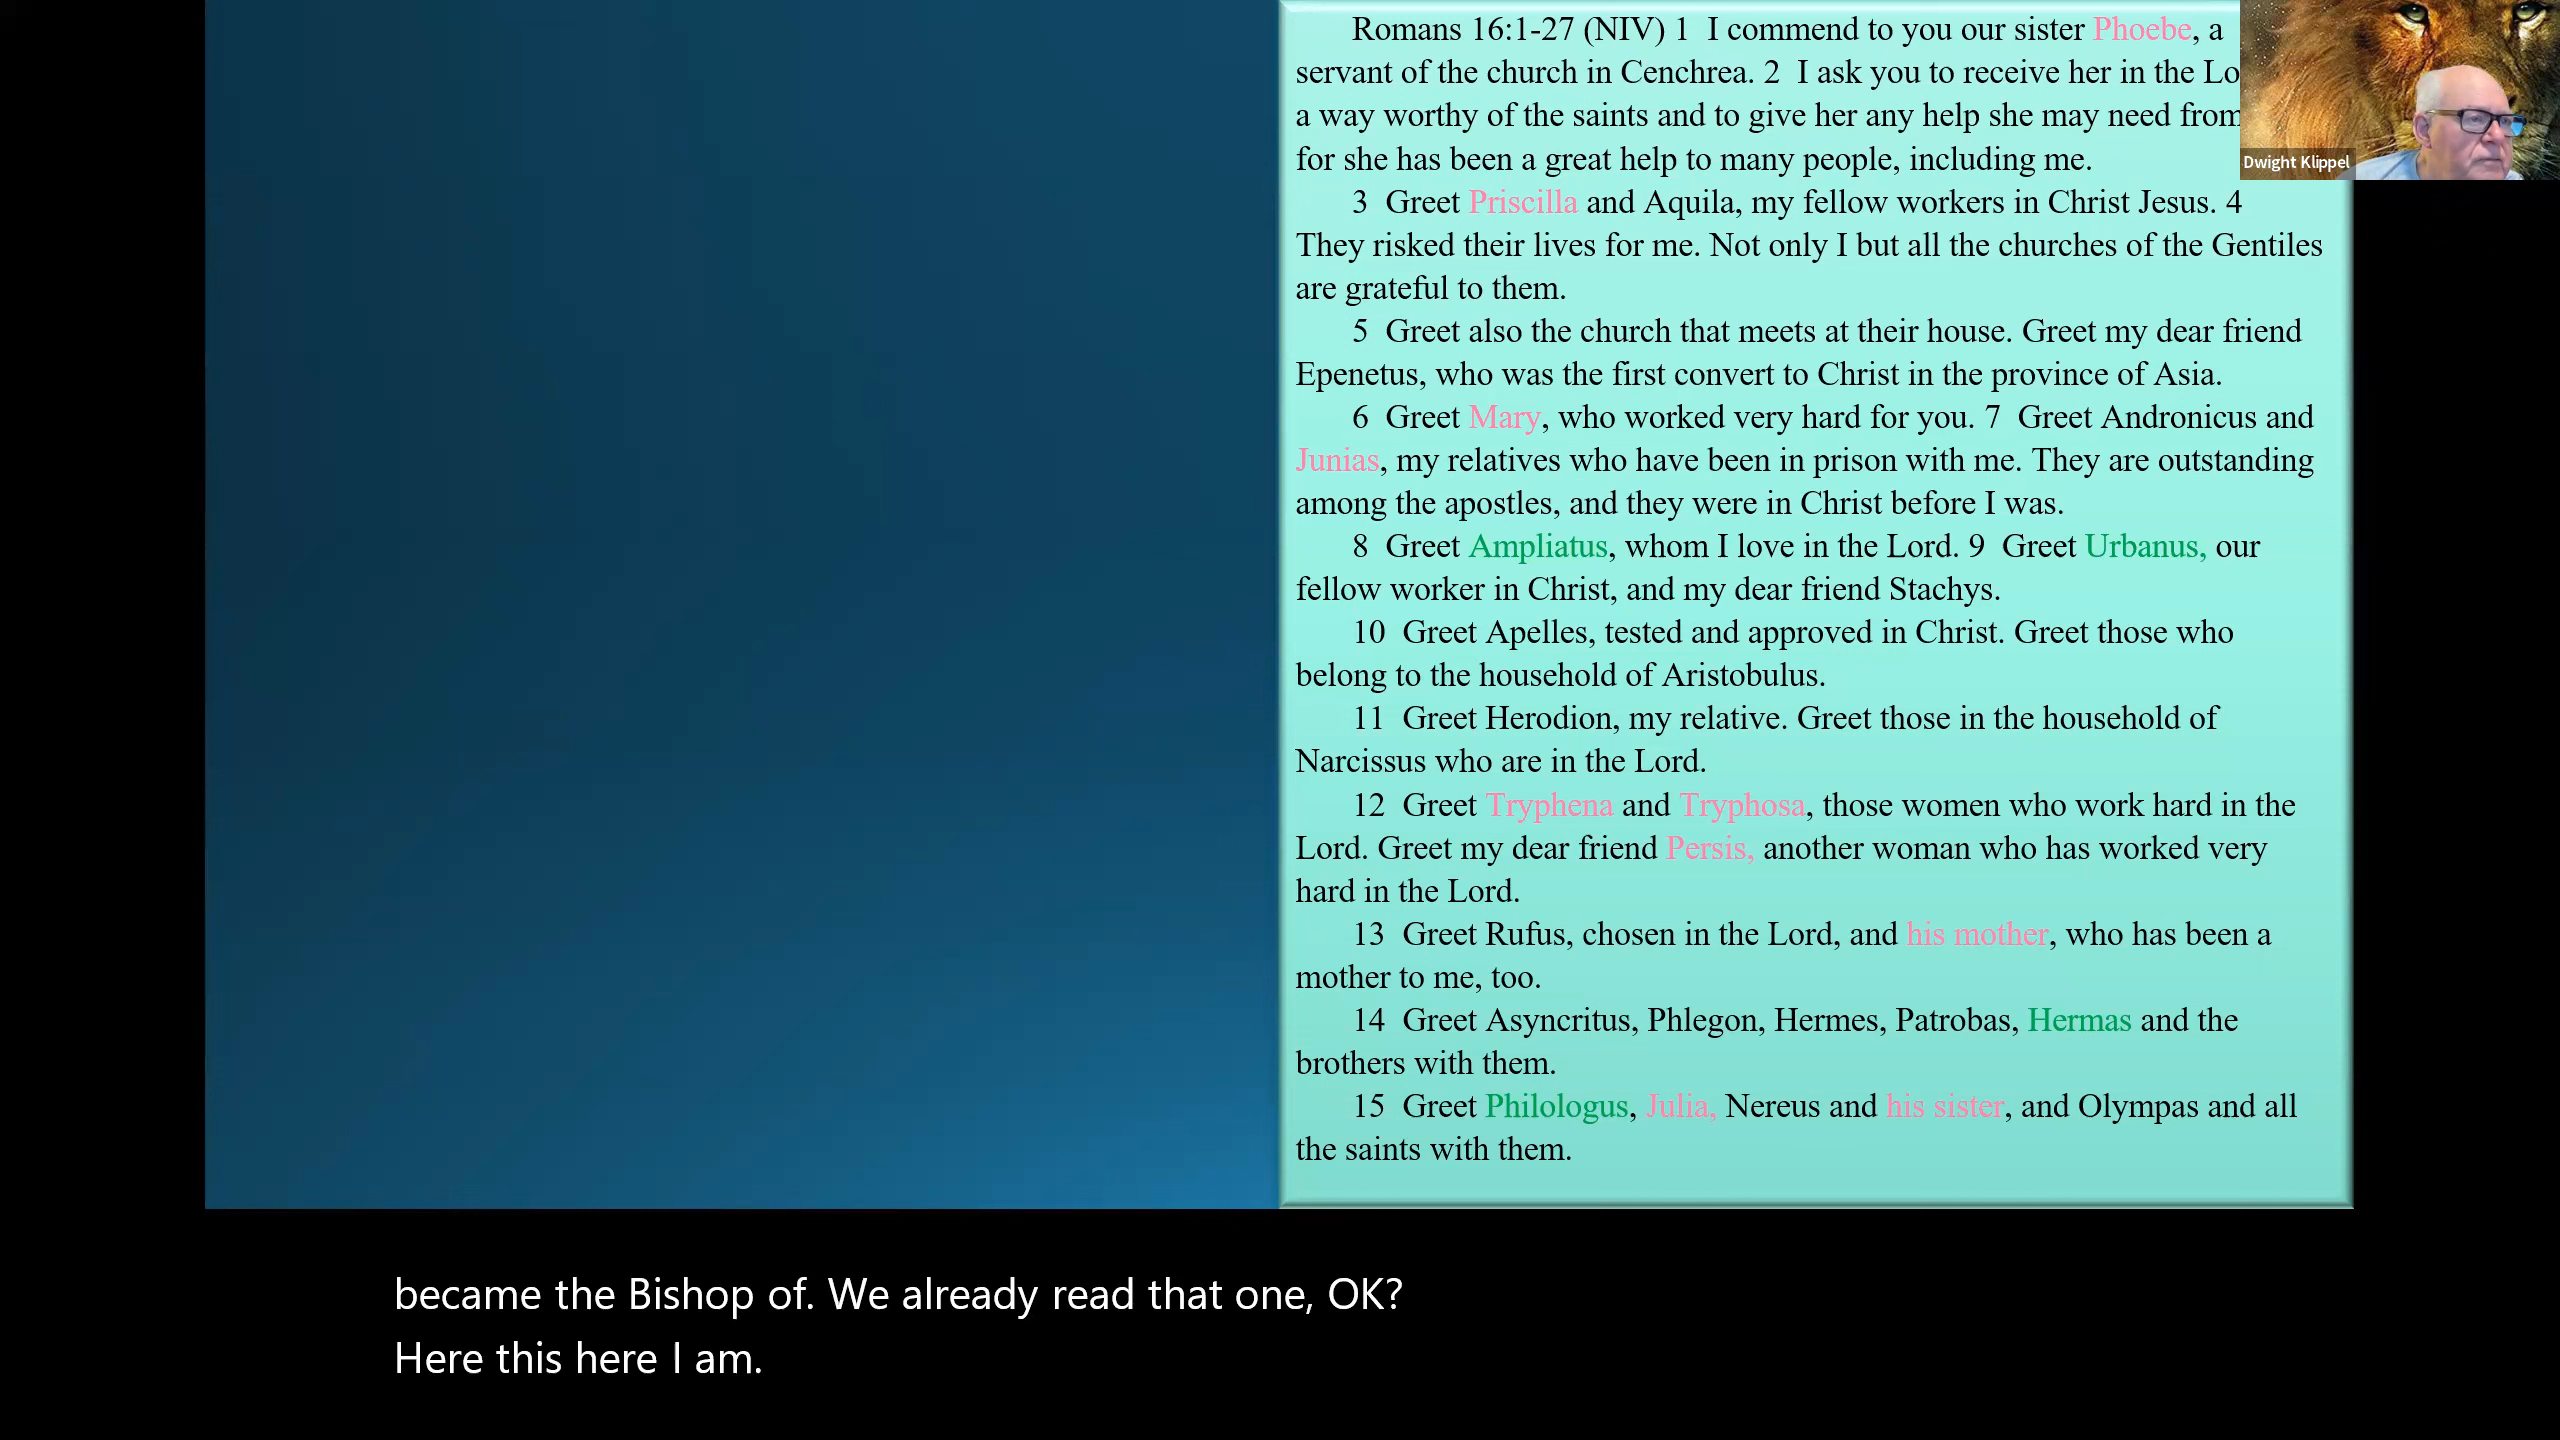 Romans 16:1-27 (NIV) 1 I commend to you our sister Phoebe, a
servant of the church in Cenchrea. 2 I ask you to receive her in the Lo
a way worthy of the saints and to give her any help she may need from
for she has been a great help to many people, including me.
3 Greet Priscilla and Aquila, my fellow workers in Christ Jesus. 4
They risked their lives for me. Not only I but all the churches of the Gentiles
are grateful to them.
5 Greet also the church that meets at their house. Greet my dear friend
Epenetus, who was the first convert to Christ in the province of Asia.
6 Greet Mary, who worked very hard for you. 7 Greet Andronicus and
Junias, my relatives who have been in prison with me. They are outstanding
among the apostles, and they were in Christ before I was.
8 Greet Ampliatus, whom I love in the Lord. 9 Greet Urbanus, our
fellow worker in Christ, and my dear friend Stachys.
10 Greet Apelles, tested and approved in Christ. Greet those who
belong to the household of Aristobulus.
11 Greet Herodion, my relative. Greet those in the household of
Narcissus who are in the Lord.
12 Greet Tryphena and Tryphosa, those women who work hard in the
Lord. Greet my dear friend Persis, another woman who has worked very
hard in the Lord.
13 Greet Rufus, chosen in the Lord, and his mother, who has been a
mother to me, too.
14 Greet Asyncritus, Phlegon, Hermes, Patrobas, Hermas and the
brothers with them.
15 Greet Philologus, Julia, Nereus and his sister, and Olympas and all
the saints with them.
Dwight Klippel
became the Bishop of. We already read that one, OK?
Here this here I am.